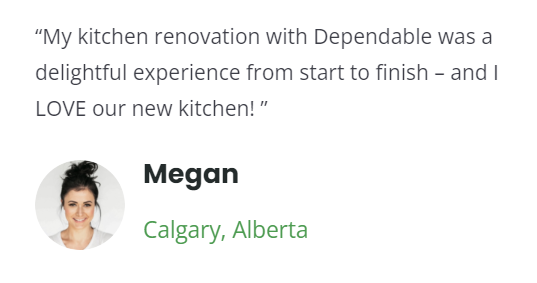 “My kitchen renovation with Dependable was a
delightful experience from start to finish – and I
LOVE our new kitchen! ”
Megan
Calgary, Alberta